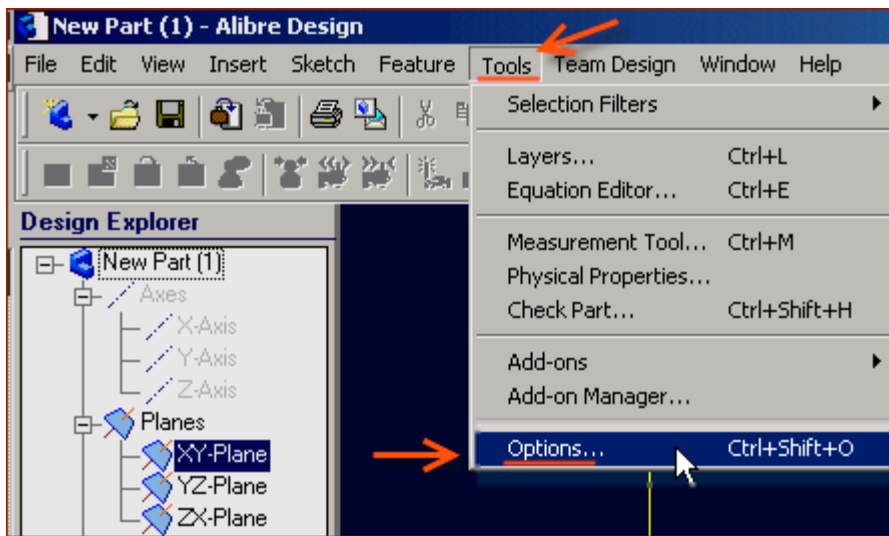 New Part (1) - Alibre Design
File Edit View Insert Sketch Feature Tools Team Design Window Help
Selection Filters
Layers... Ctrl+L
Equation Editor... Ctrl+E
Measurement Tool... Ctrl+M
Physical Properties...
Check Part... Ctrl+Shift+H
Add-ons
Add-on Manager...
Options... Ctrl+Shift+O
Design Explorer
New Part (1)
Axes
X-Axis
Y-Axis
Z-Axis
Planes
XY-Plane
YZ-Plane
ZX-Plane